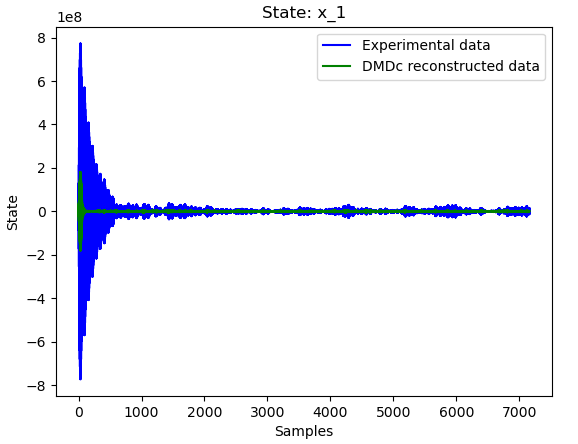 State: x_1
1e8
Experimental data
DMDc reconstructed data
8
6
4
2
0
−2
−4
−6
−8
State
0 1000 2000 3000 4000 5000 6000 7000
Samples